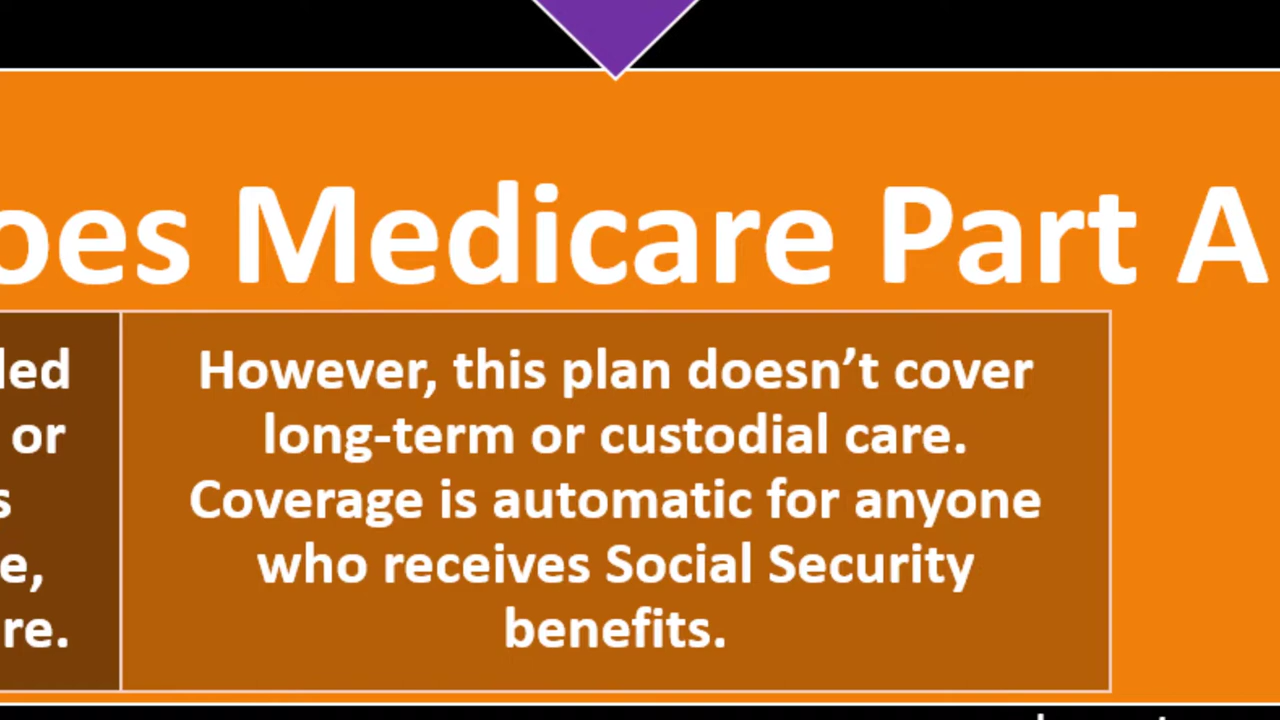 oes Medicare Part A
led
or
s
e,
re.
However, this plan doesn’t cover
long-term or custodial care.
Coverage is automatic for anyone
who receives Social Security
benefits.